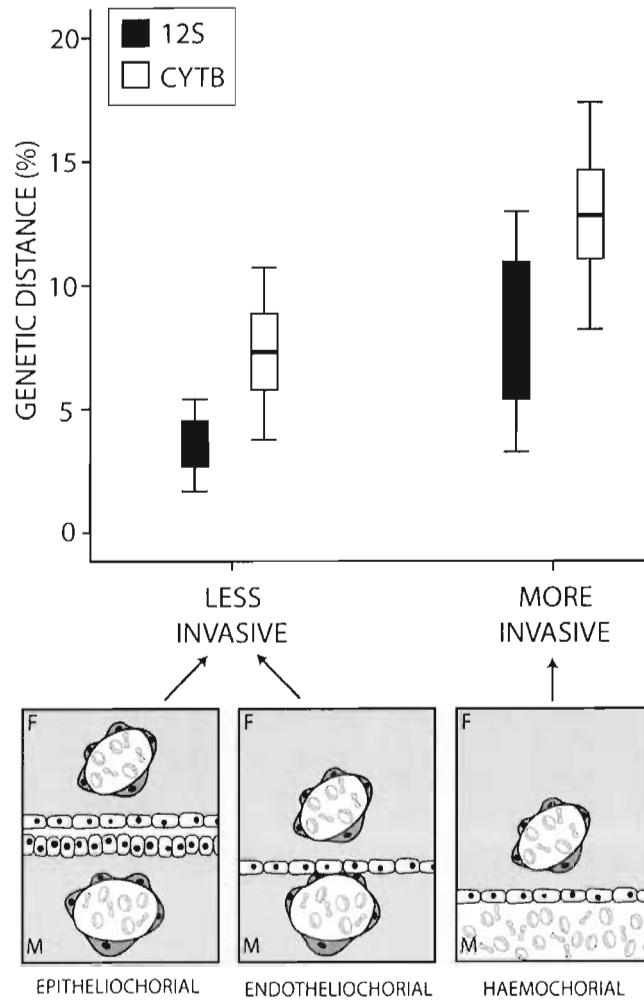 20
12S
CYTB
15
10
5
0
GENETIC DISTANCE (%)
LESS
INVASIVE
MORE
INVASIVE
F
M
F
M
F
M
EPITHELIOCHORIAL
ENDOTHELIOCHORIAL
HAEMOCHORIAL